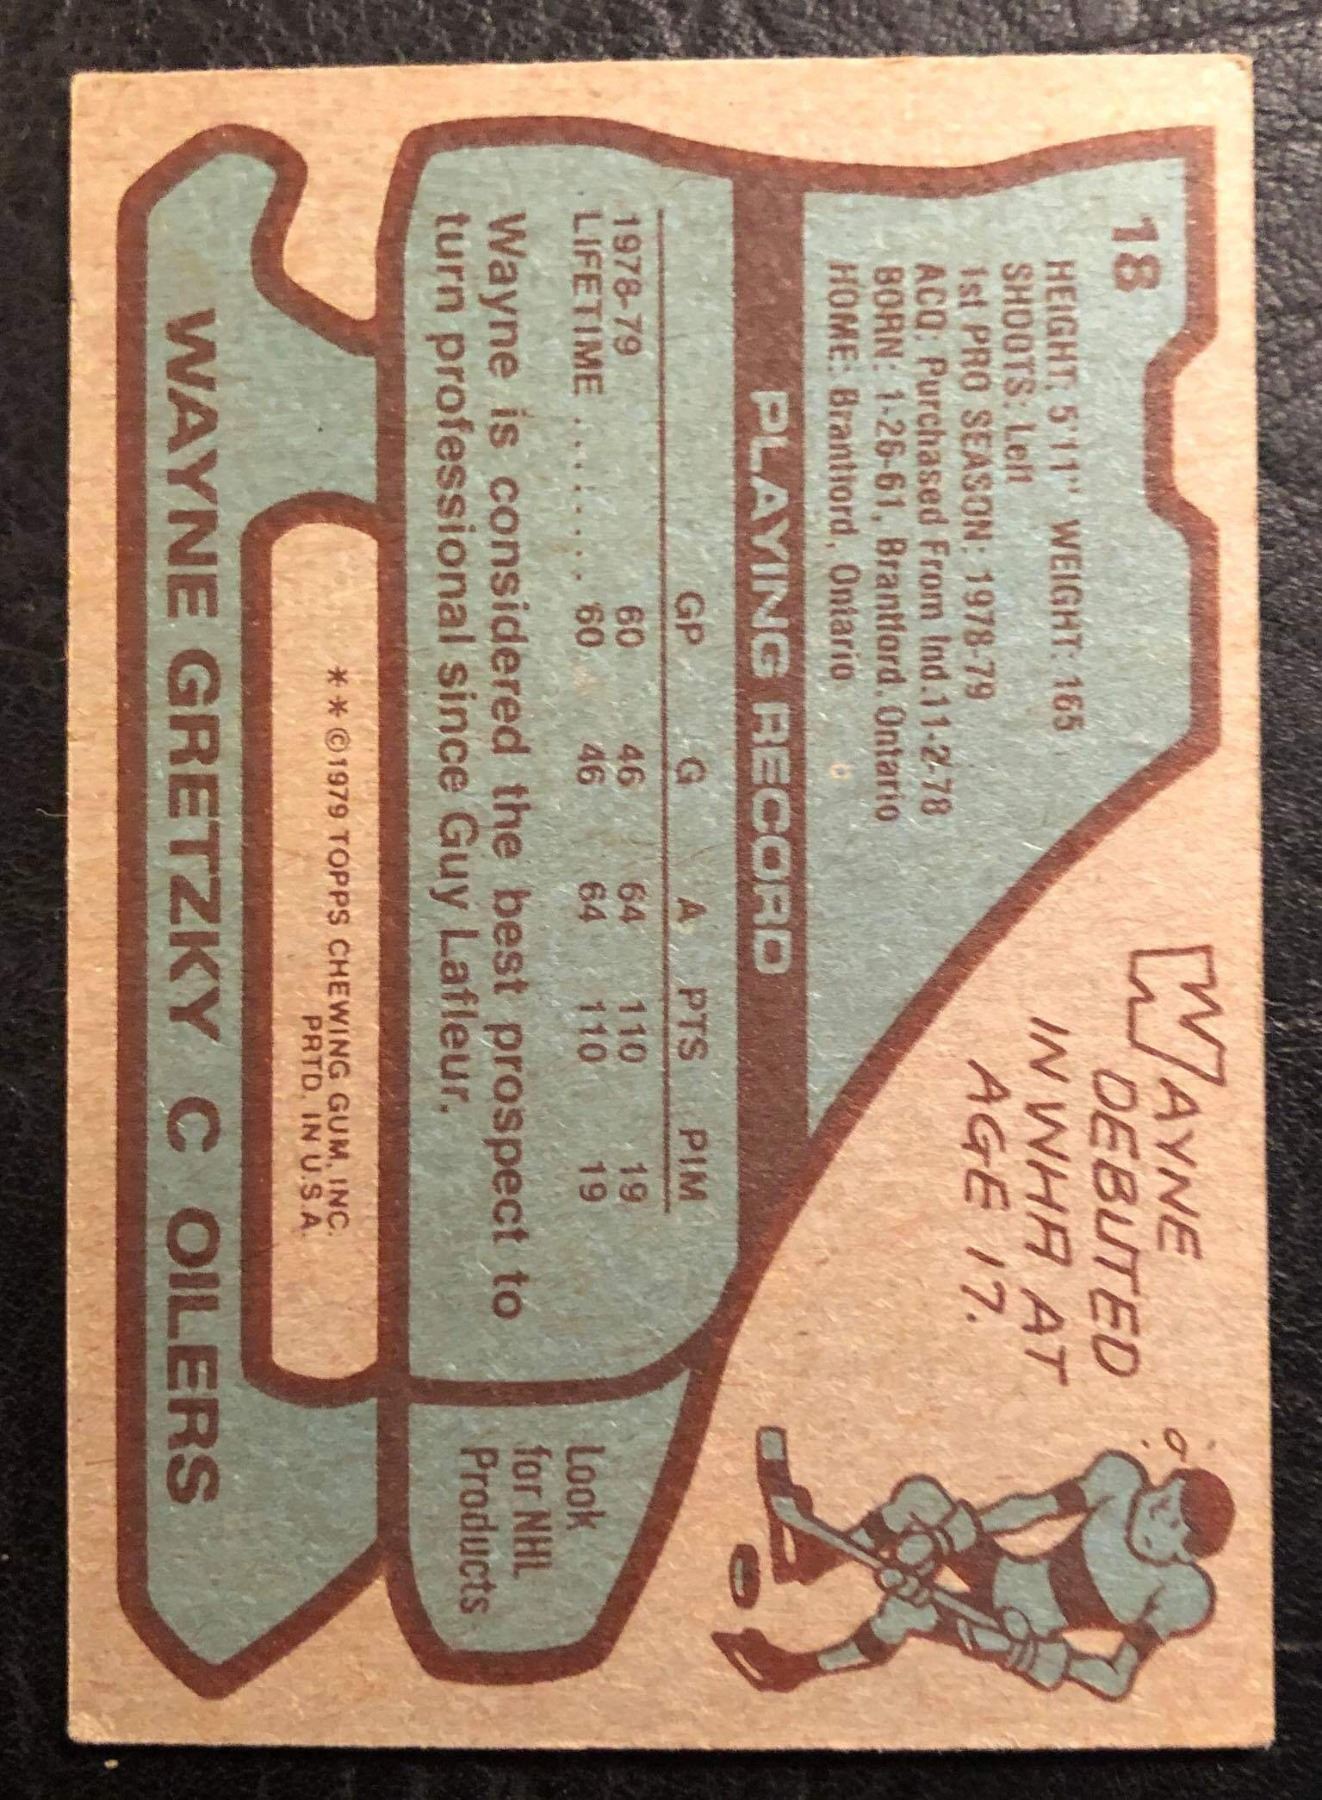 18
HEIGHT: 5'11" WEIGHT: 165
SHOOTS: Left
1st PRO SEASON: 1978-79
ACQ: Purchased From Ind.11-2-78
BORN: 1-26-61, Brantford, Ontario
HOME: Brantford, Ontario
WAYNE
DEBUTED
IN WHA AT
AGE 17.
PLAYING RECORD
GP G A PTS PIM
1978-79 60 46 64 110 19
LIFETIME ........ 60 46 64 110 19
Wayne is considered the best prospect to
turn professional since Guy Lafleur.
Look
for NHL
Products
**©1979 TOPPS CHEWING GUM, INC.
PRTD. IN U.S.A.
WAYNE GRETZKY C OILERS